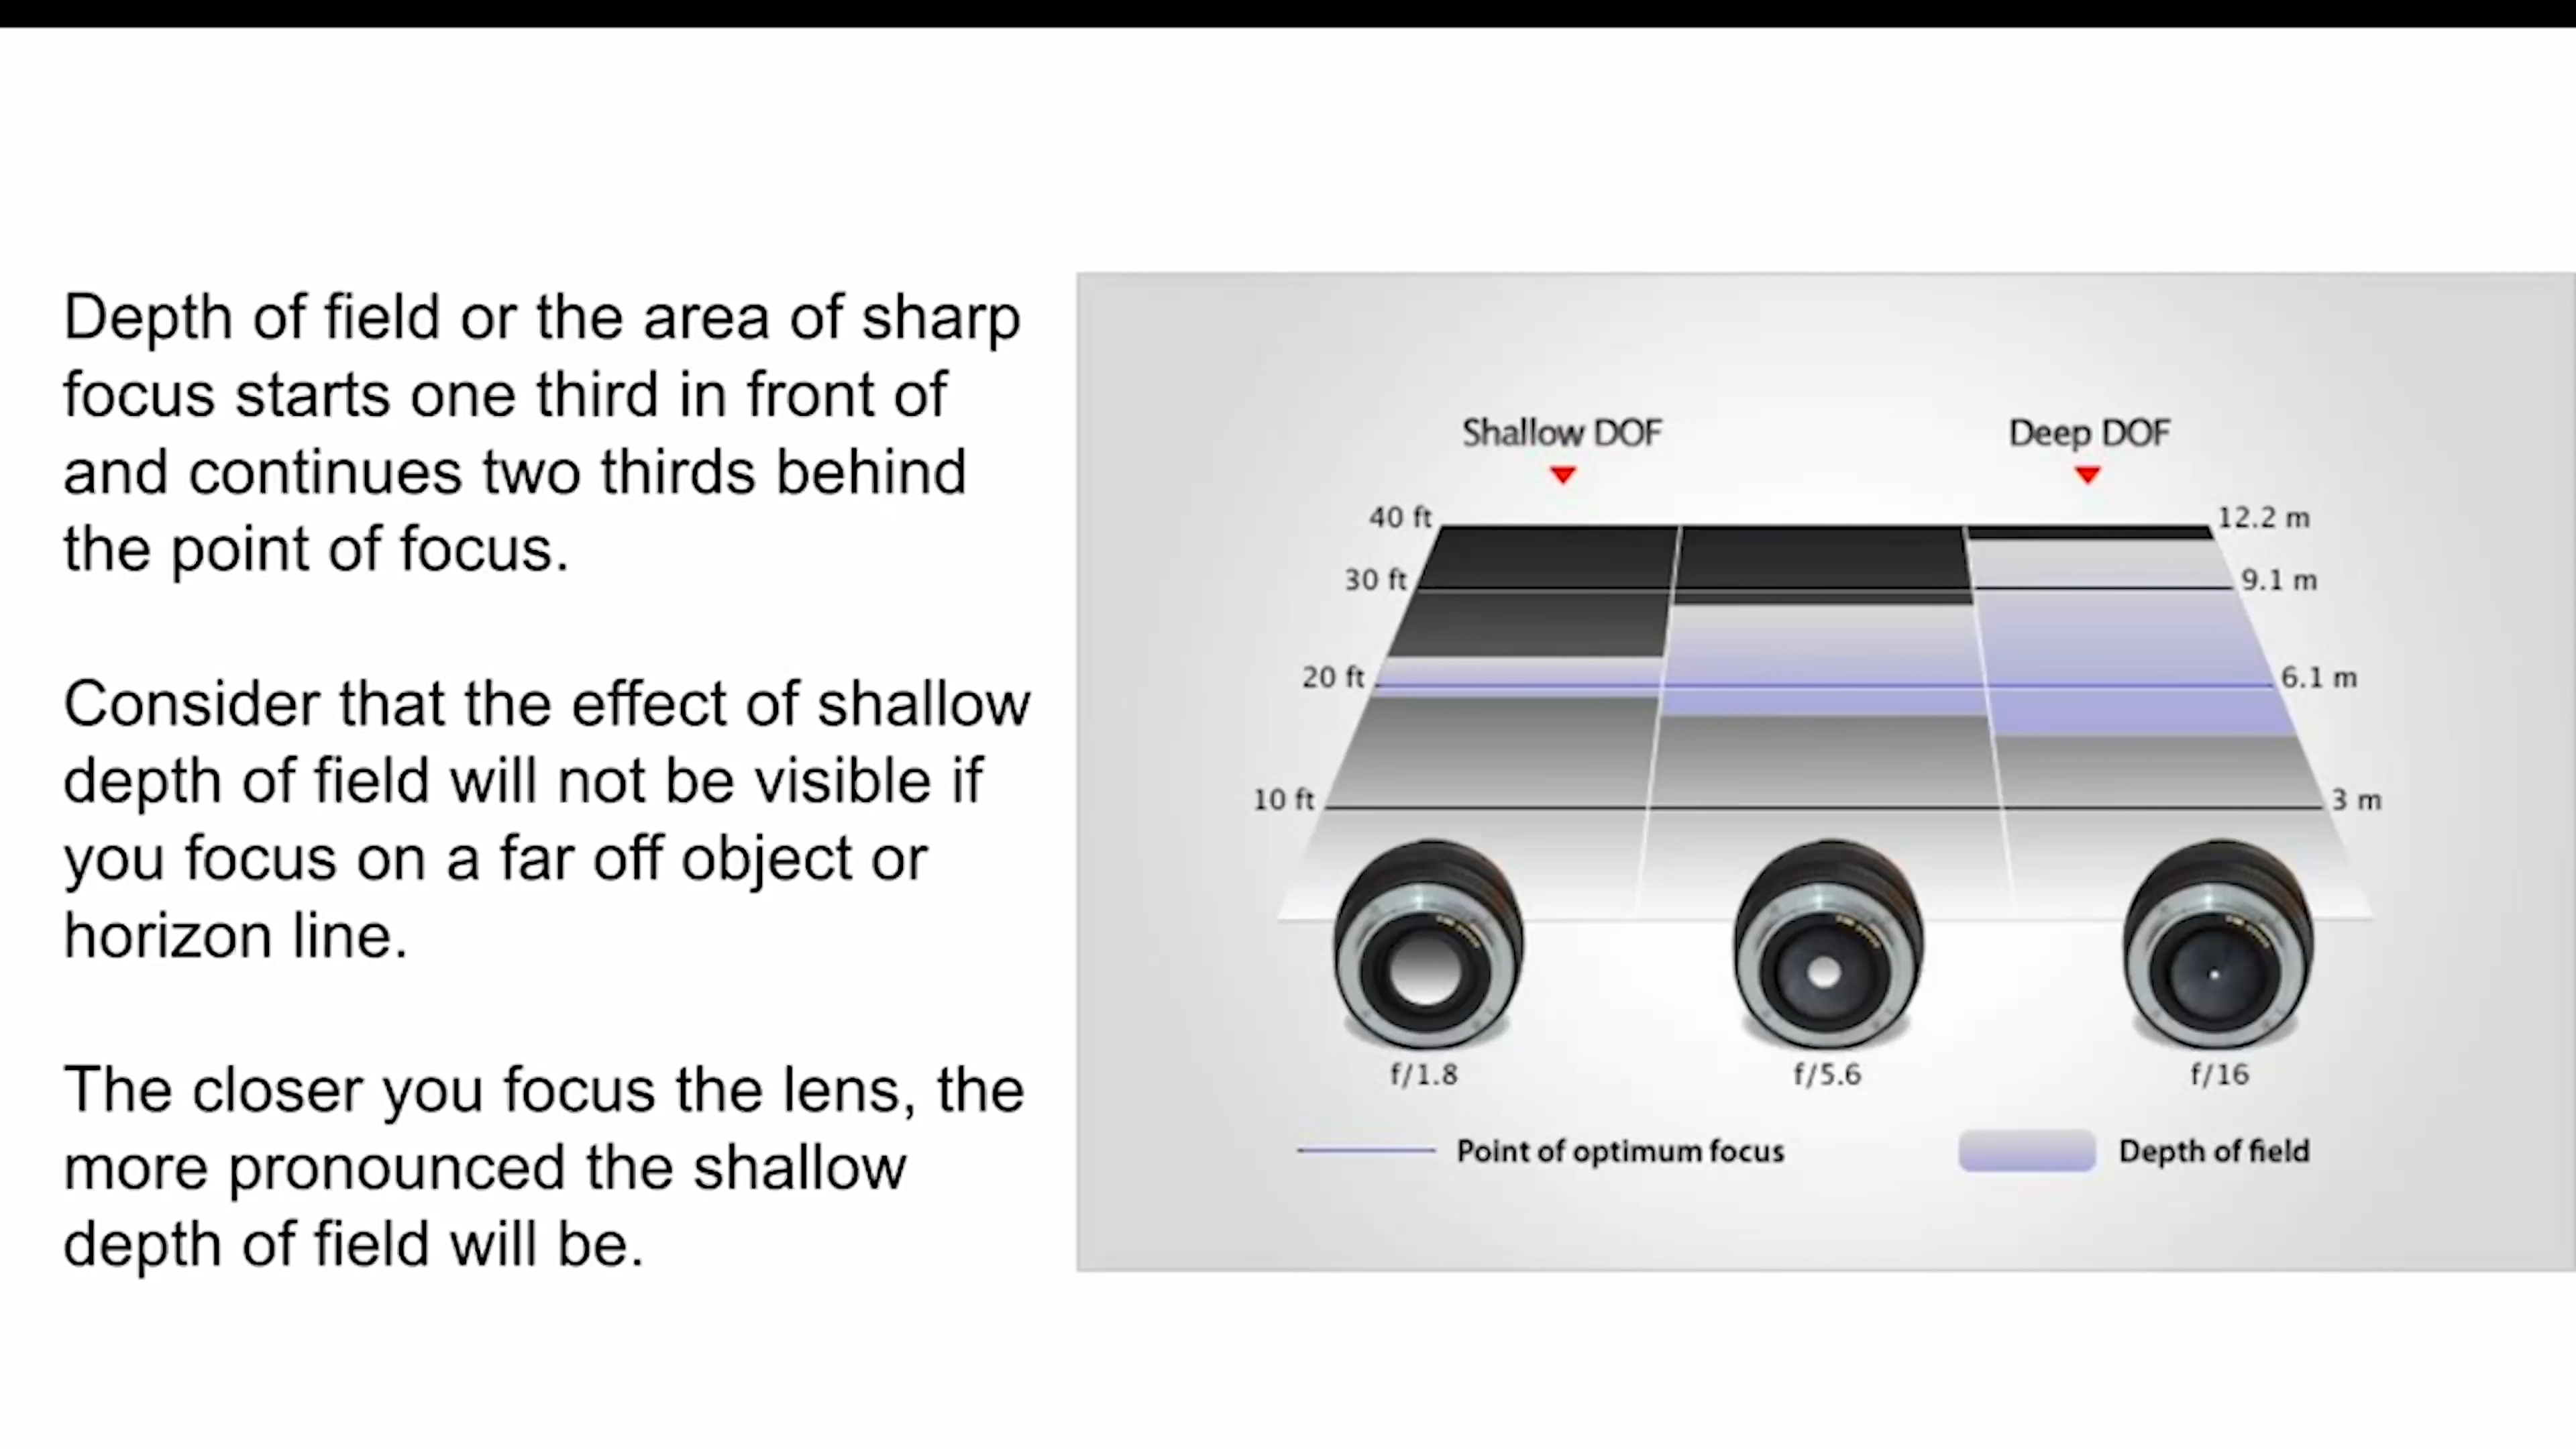 Depth of field or the area of sharp
focus starts one third in front of
and continues two thirds behind
the point of focus.
Consider that the effect of shallow
depth of field will not be visible if
you focus on a far off object or
horizon line.
The closer you focus the lens, the
more pronounced the shallow
depth of field will be.
Shallow DOF
Deep DOF
40 ft
12.2 m
30 ft
9.1 m
20 ft
6.1 m
10 ft
3 m
f/1.8
f/5.6
f/16
Point of optimum focus
Depth of field